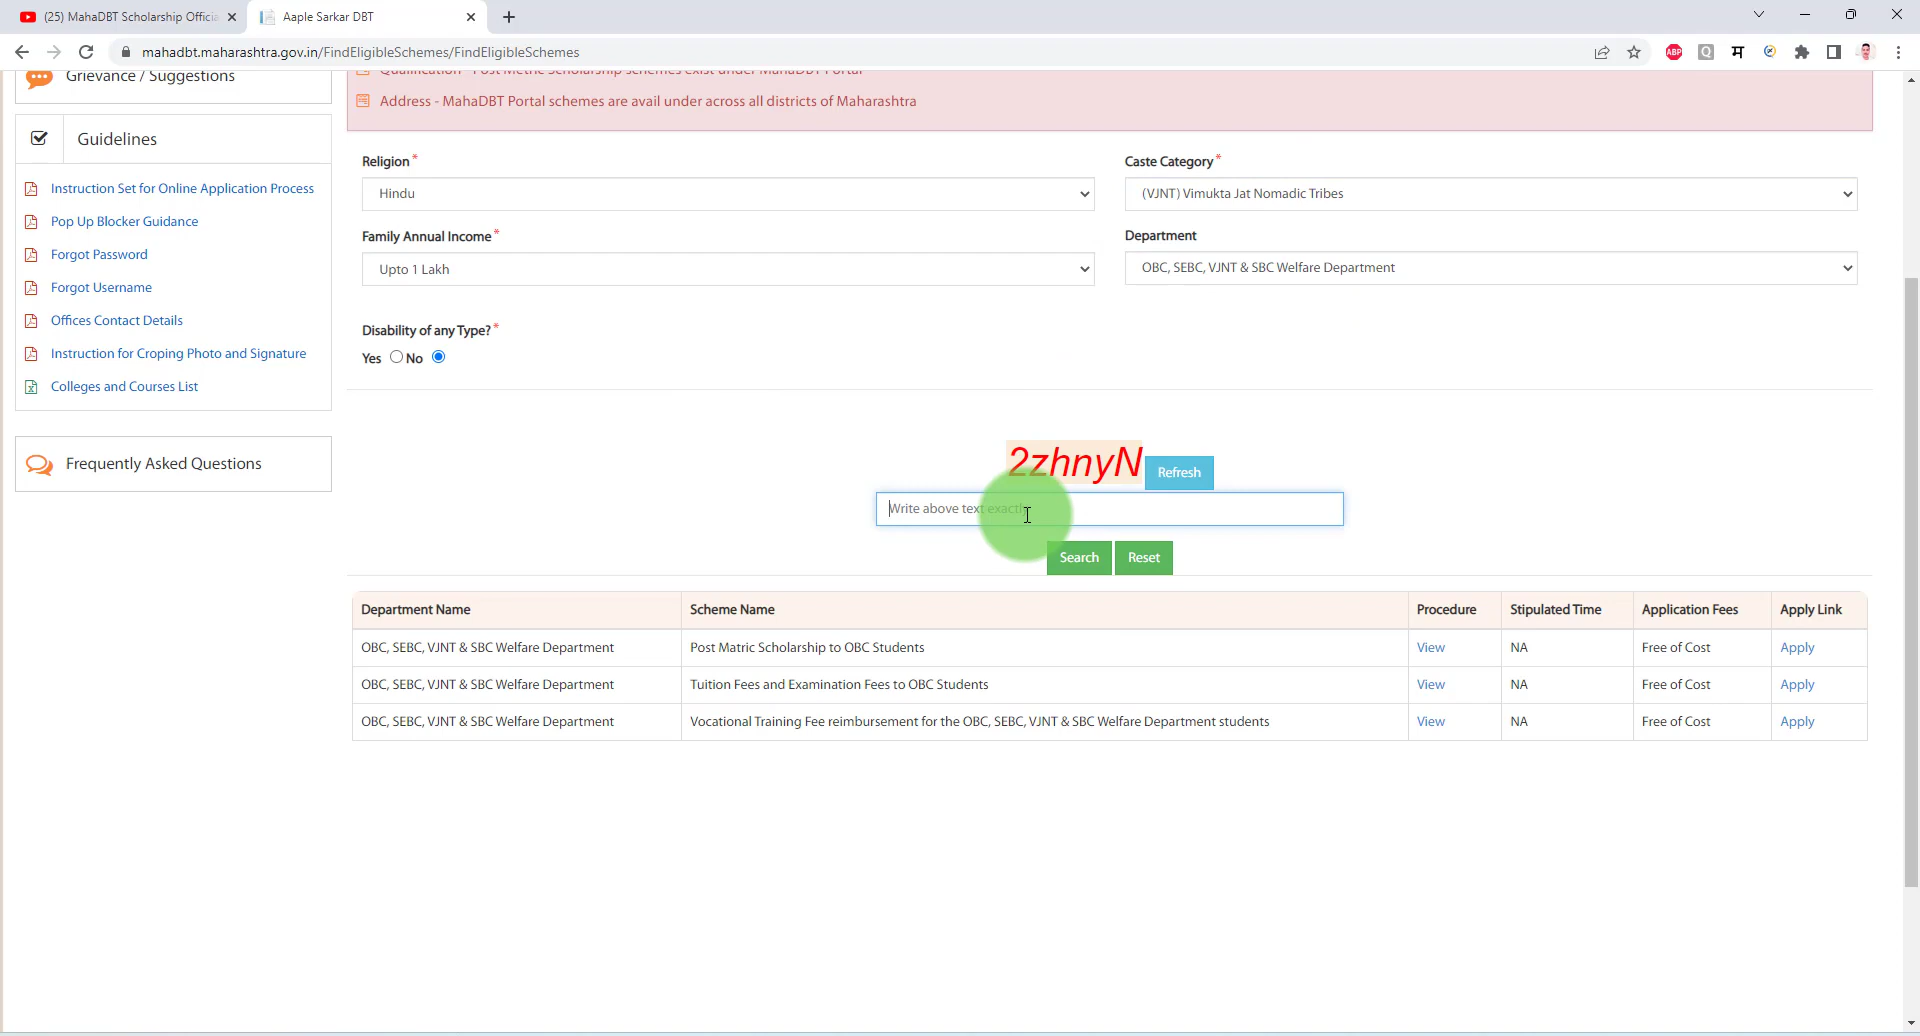 (25) MahaDBT Scholarship Officia
Aaple Sarkar DBT
mahadbt.maharashtra.gov.in/FindEligibleSchemes/FindEligibleSchemes
ABP
Q
Grievance / Suggestions
Qualification - Post Metric Scholarship schemes exist under MahaDBT Portal
Address - MahaDBT Portal schemes are avail under across all districts of Maharashtra
Guidelines
Instruction Set for Online Application Process
Pop Up Blocker Guidance
Forgot Password
Forgot Username
Offices Contact Details
Instruction for Croping Photo and Signature
Colleges and Courses List
Frequently Asked Questions
Religion *
Hindu
Caste Category *
(VJNT) Vimukta Jat Nomadic Tribes
Family Annual Income *
Upto 1 Lakh
Department
OBC, SEBC, VJNT & SBC Welfare Department
Disability of any Type? *
Yes No
2zhnyN
Refresh
Write above text exactly
Search Reset
Department Name Scheme Name Procedure Stipulated Time Application Fees Apply Link
OBC, SEBC, VJNT & SBC Welfare Department Post Matric Scholarship to OBC Students View NA Free of Cost Apply
OBC, SEBC, VJNT & SBC Welfare Department Tuition Fees and Examination Fees to OBC Students View NA Free of Cost Apply
OBC, SEBC, VJNT & SBC Welfare Department Vocational Training Fee reimbursement for the OBC, SEBC, VJNT & SBC Welfare Department students View NA Free of Cost Apply